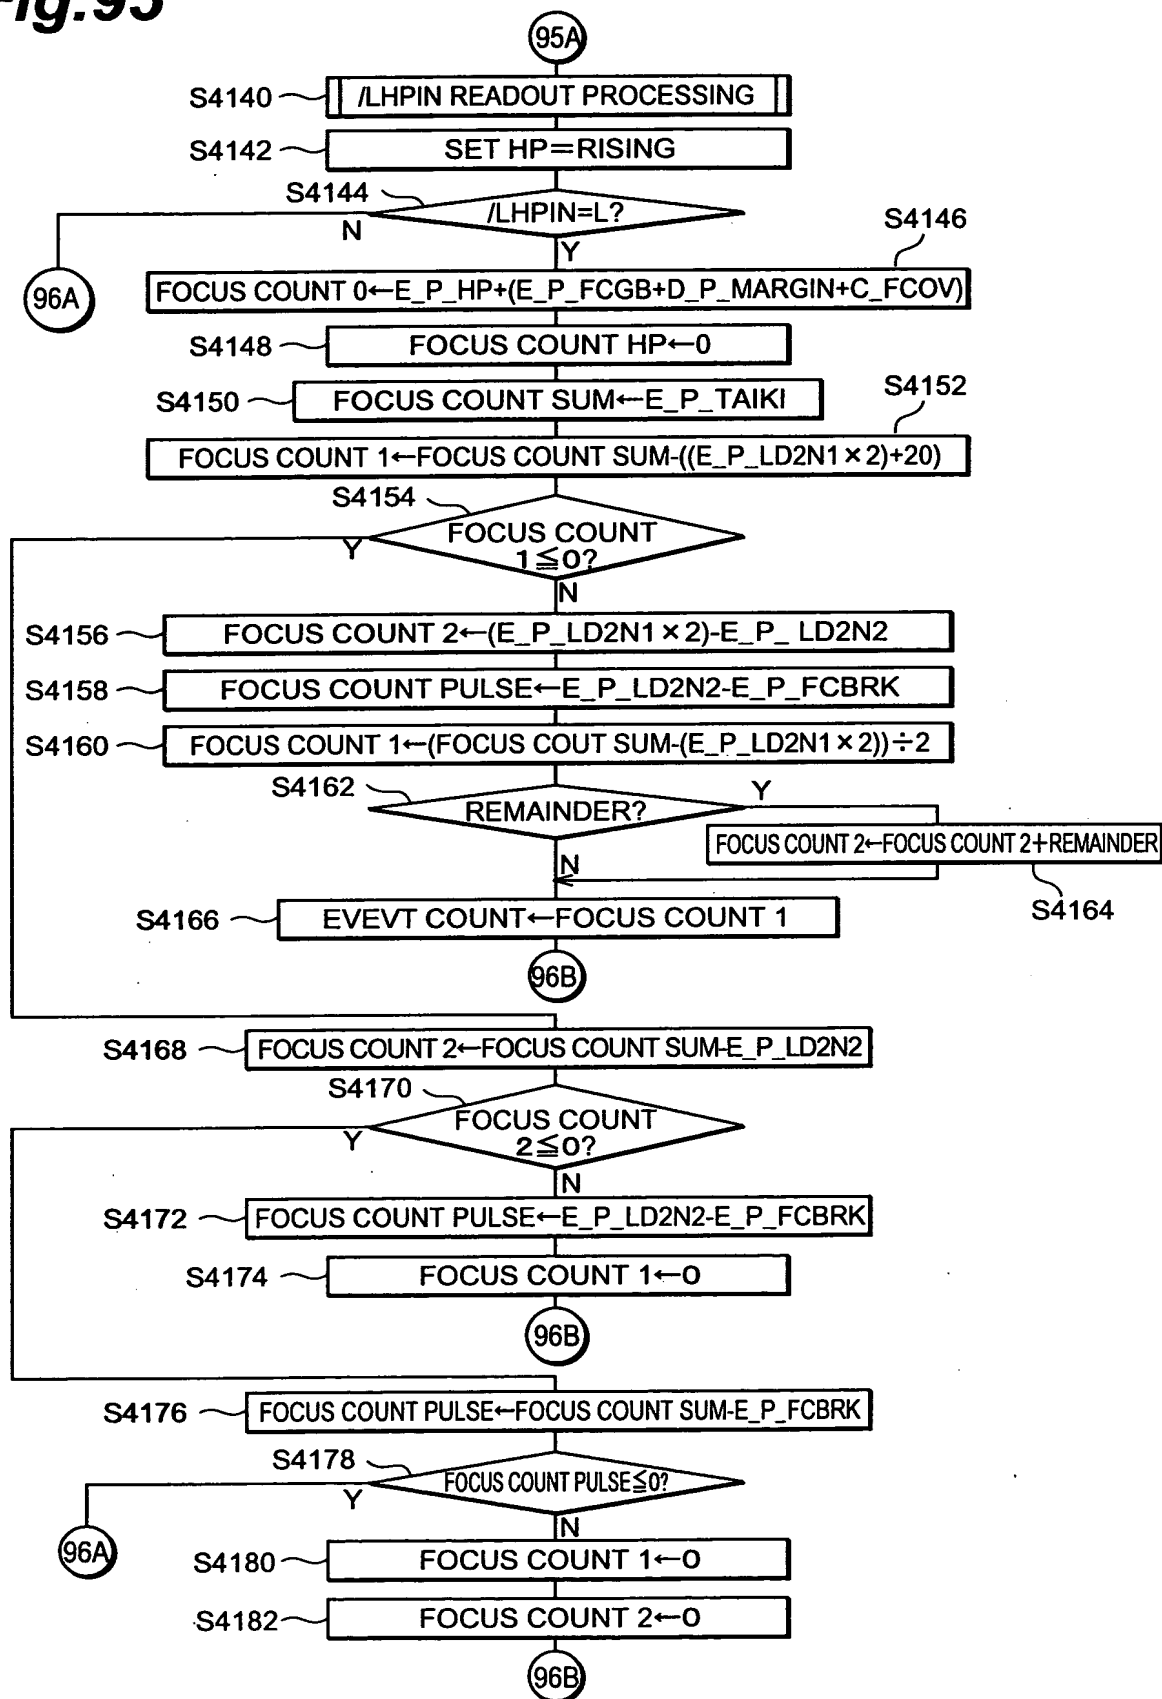 Fig.95
95A
S4140
/LHPIN READOUT PROCESSING
S4142
SET HP=RISING
S4144
/LHPIN=L?
N
Y
96A
S4146
FOCUS COUNT 0←E_P_HP+(E_P_FCGB+D_P_MARGIN+C_FCOV)
S4148
FOCUS COUNT HP←0
S4150
FOCUS COUNT SUM←E_P_TAIKI
S4152
FOCUS COUNT 1←FOCUS COUNT SUM-((E_P_LD2N1×2)+20)
S4154
FOCUS COUNT
1≦0?
Y
N
S4156
FOCUS COUNT 2←(E_P_LD2N1×2)-E_P_ LD2N2
S4158
FOCUS COUNT PULSE←E_P_LD2N2-E_P_FCBRK
S4160
FOCUS COUNT 1←(FOCUS COUT SUM-(E_P_LD2N1×2))÷2
S4162
REMAINDER?
Y
N
FOCUS COUNT 2←FOCUS COUNT 2+REMAINDER
S4164
S4166
EVEVT COUNT←FOCUS COUNT 1
96B
S4168
FOCUS COUNT 2←FOCUS COUNT SUM-E_P_LD2N2
S4170
FOCUS COUNT
2≦0?
Y
N
S4172
FOCUS COUNT PULSE←E_P_LD2N2-E_P_FCBRK
S4174
FOCUS COUNT 1←0
96B
S4176
FOCUS COUNT PULSE←FOCUS COUNT SUM-E_P_FCBRK
S4178
FOCUS COUNT PULSE≦0?
Y
N
96A
S4180
FOCUS COUNT 1←0
S4182
FOCUS COUNT 2←0
96B